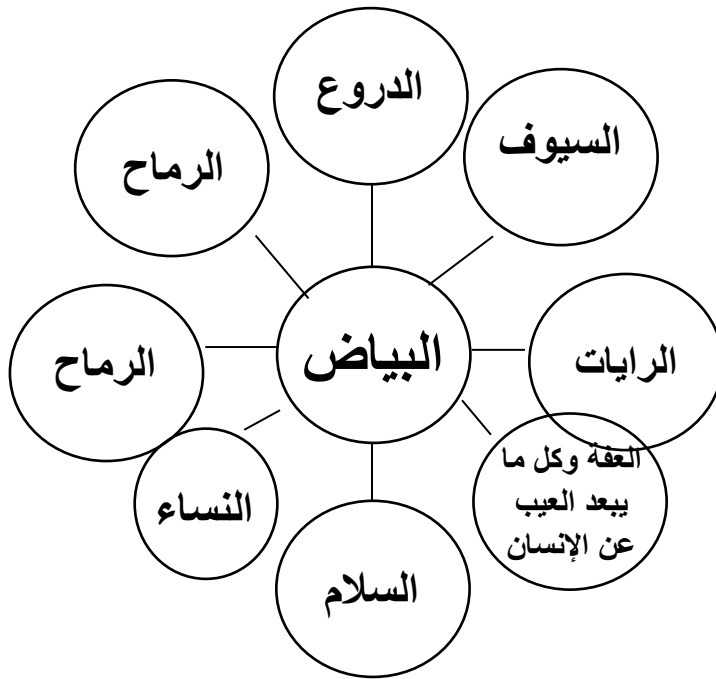 الدروع
السيوف
الرماح
البياض
الرايات
الرماح
العفة وكل ما
يبعد العيب
عن الإنسان
النساء
السلام